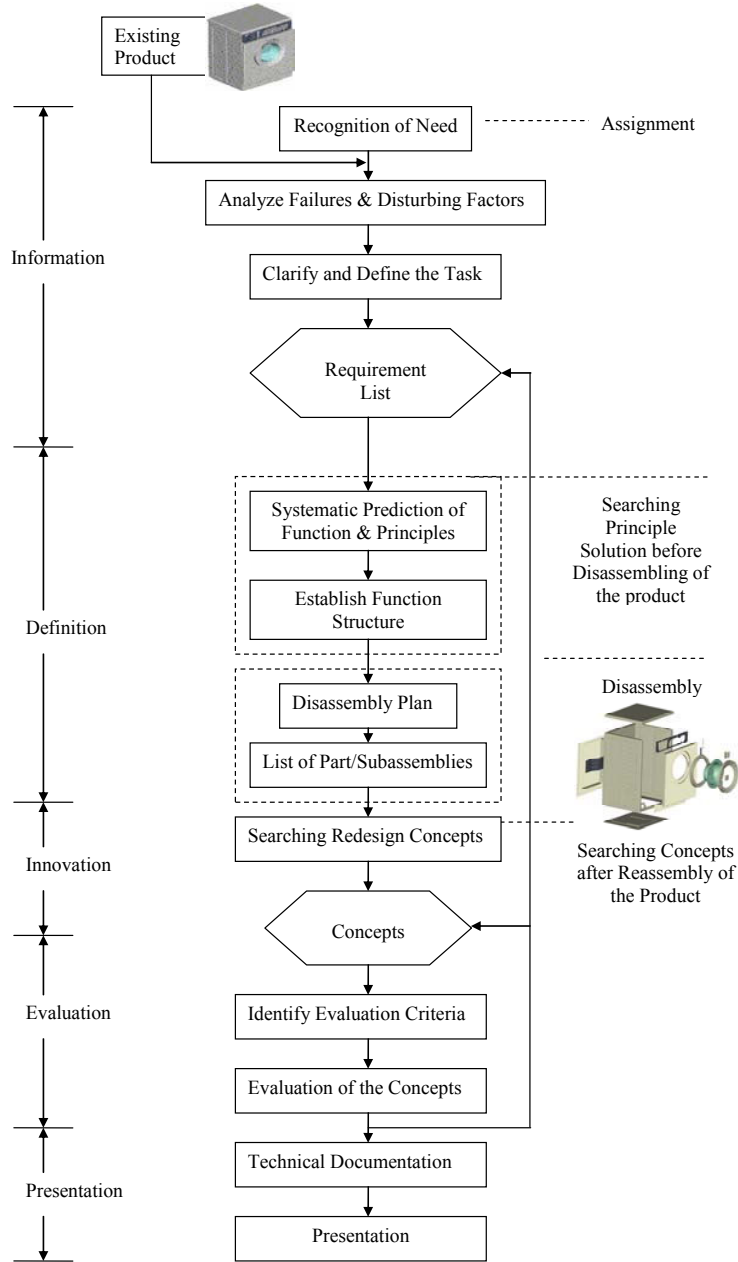 Existing
Product
Recognition of Need
Assignment
Analyze Failures & Disturbing Factors
Information
Clarify and Define the Task
Requirement
List
Systematic Prediction of
Function & Principles
Searching
Principle
Solution before
Disassembling of
the product
Establish Function
Structure
Definition
Disassembly Plan
Disassembly
List of Part/Subassemblies
Searching Redesign Concepts
Innovation
Searching Concepts
after Reassembly of
the Product
Concepts
Identify Evaluation Criteria
Evaluation
Evaluation of the Concepts
Technical Documentation
Presentation
Presentation